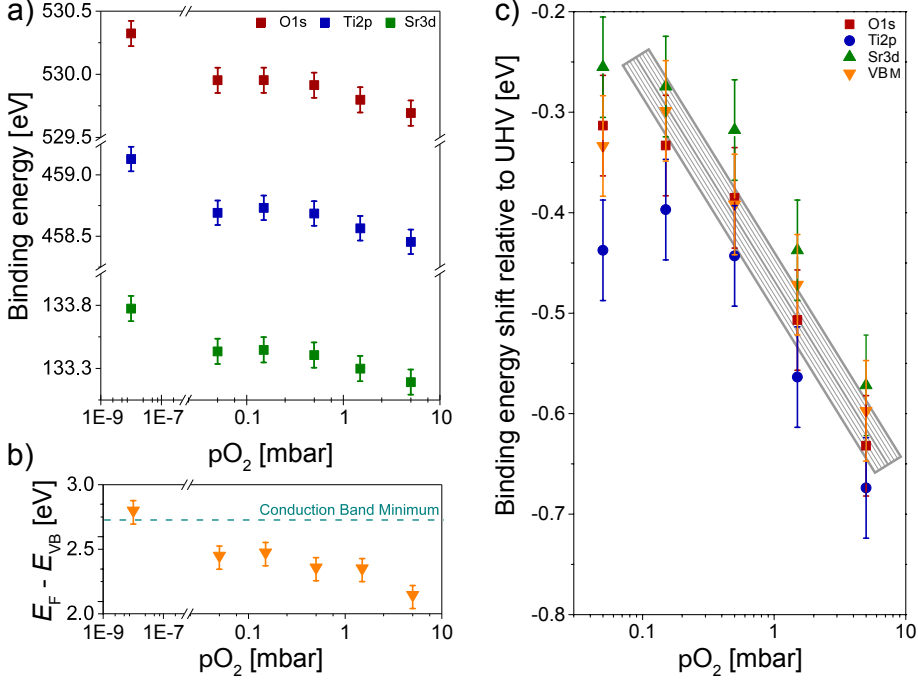 a)
O1s Ti2p Sr3d
530.5
530.0
529.5
459.0
458.5
133.8
133.3
Binding energy [eV]
1E-9 1E-7 0.1 1 10
pO2 [mbar]
b)
3.0
2.5
2.0
EF - EVB [eV]
Conduction Band Minimum
1E-9 1E-7 0.1 1 10
pO2 [mbar]
c)
-0.2
-0.3
-0.4
-0.5
-0.6
-0.7
-0.8
Binding energy shift relative to UHV [eV]
O1s
Ti2p
Sr3d
VBM
0.1 1 10
pO2 [mbar]